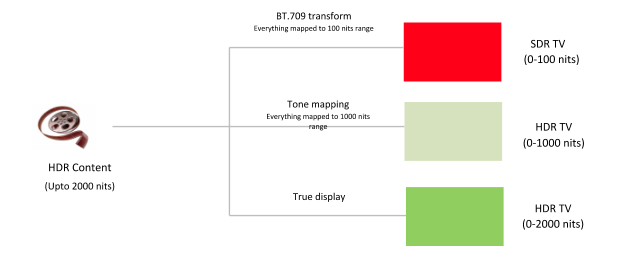 BT.709 transform
Everything mapped to 100 nits range
SDR TV
(0-100 nits)
Tone mapping
Everything mapped to 1000 nits
range
HDR TV
(0-1000 nits)
HDR Content
(Upto 2000 nits)
True display
HDR TV
(0-2000 nits)